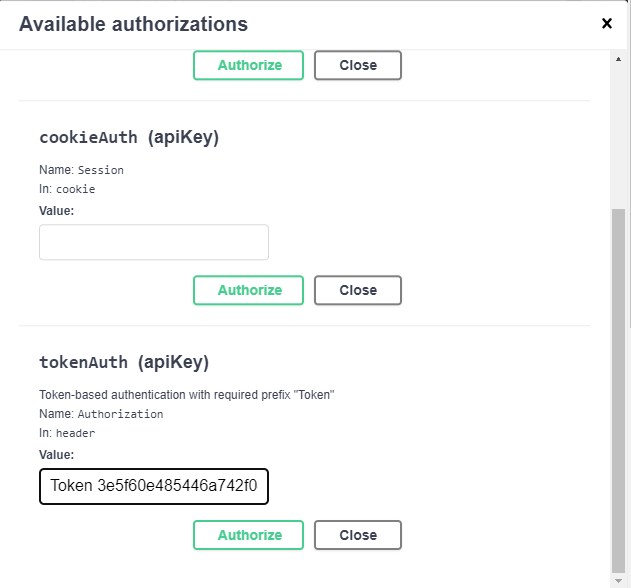 Available authorizations ×
Authorize Close
cookieAuth (apiKey)
Name: Session
In: cookie
Value:
Authorize Close
tokenAuth (apiKey)
Token-based authentication with required prefix "Token"
Name: Authorization
In: header
Value:
Token 3e5f60e485446a742f0
Authorize Close